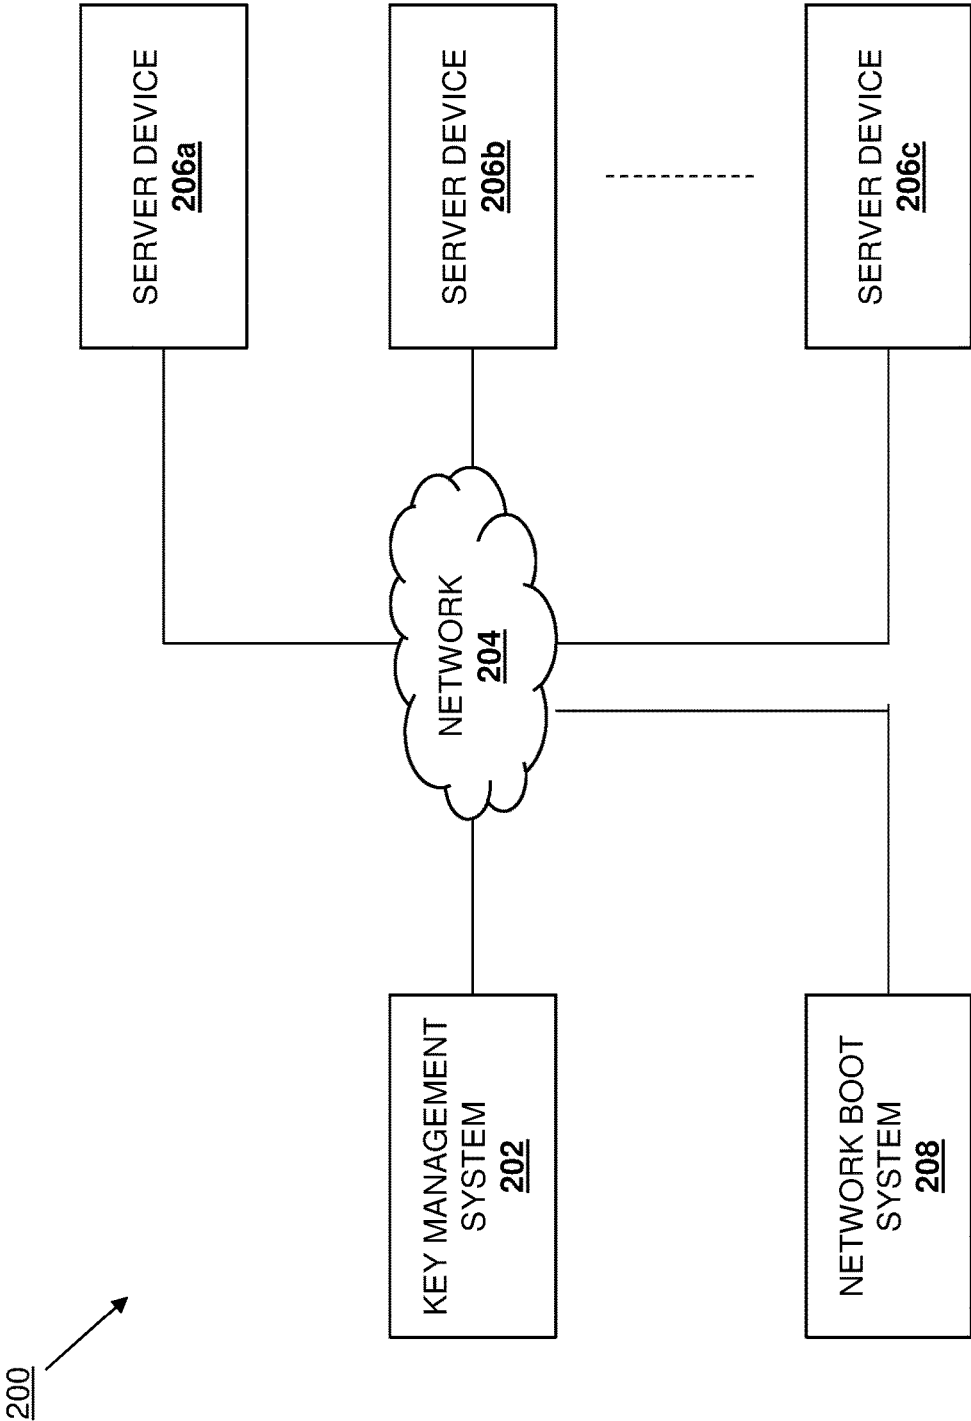 200
SERVER DEVICE
206a
KEY MANAGEMENT
SYSTEM
202
NETWORK
204
SERVER DEVICE
206b
NETWORK BOOT
SYSTEM
208
SERVER DEVICE
206c